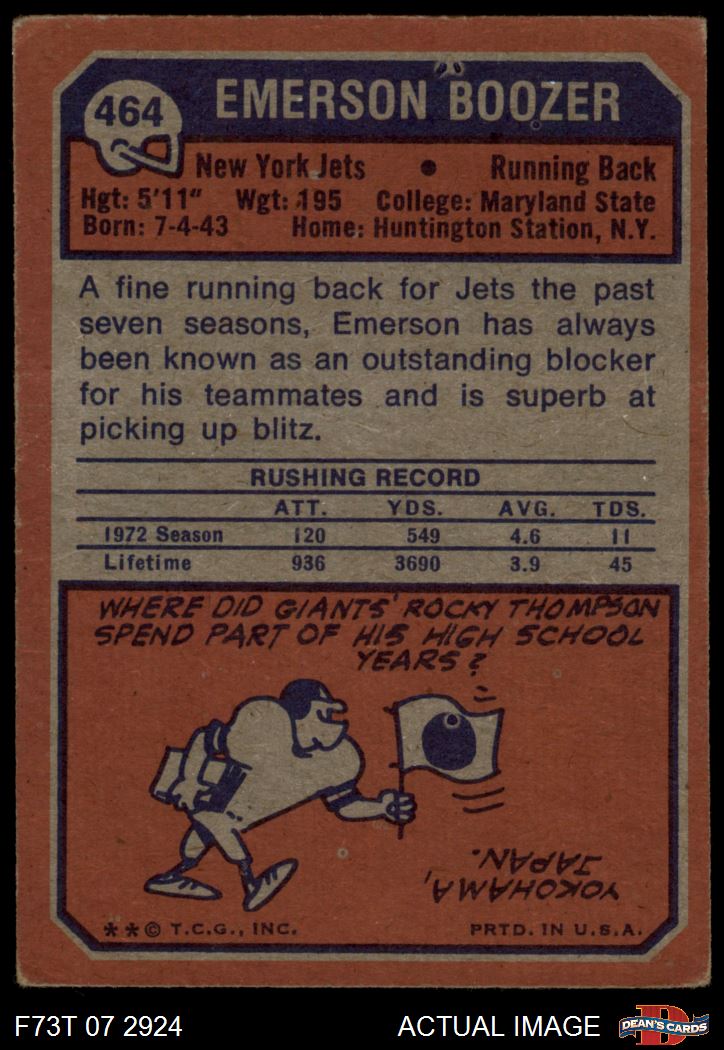 464
EMERSON BOOZER
New York Jets • Running Back
Hgt: 5'11" Wgt: 195 College: Maryland State
Born: 7-4-43 Home: Huntington Station, N.Y.
A fine running back for Jets the past
seven seasons, Emerson has always
been known as an outstanding blocker
for his teammates and is superb at
picking up blitz.
RUSHING RECORD
ATT. YDS. AVG. TDS.
1972 Season 120 549 4.6 11
Lifetime 936 3690 3.9 45
WHERE DID GIANTS' ROCKY THOMPSON
SPEND PART OF HIS HIGH SCHOOL
YEARS?
YOKOHAMA,
JAPAN.
**© T.C.G., INC. PRTD. IN U.S.A.
F73T 07 2924 ACTUAL IMAGE
D
DEAN'S CARDS